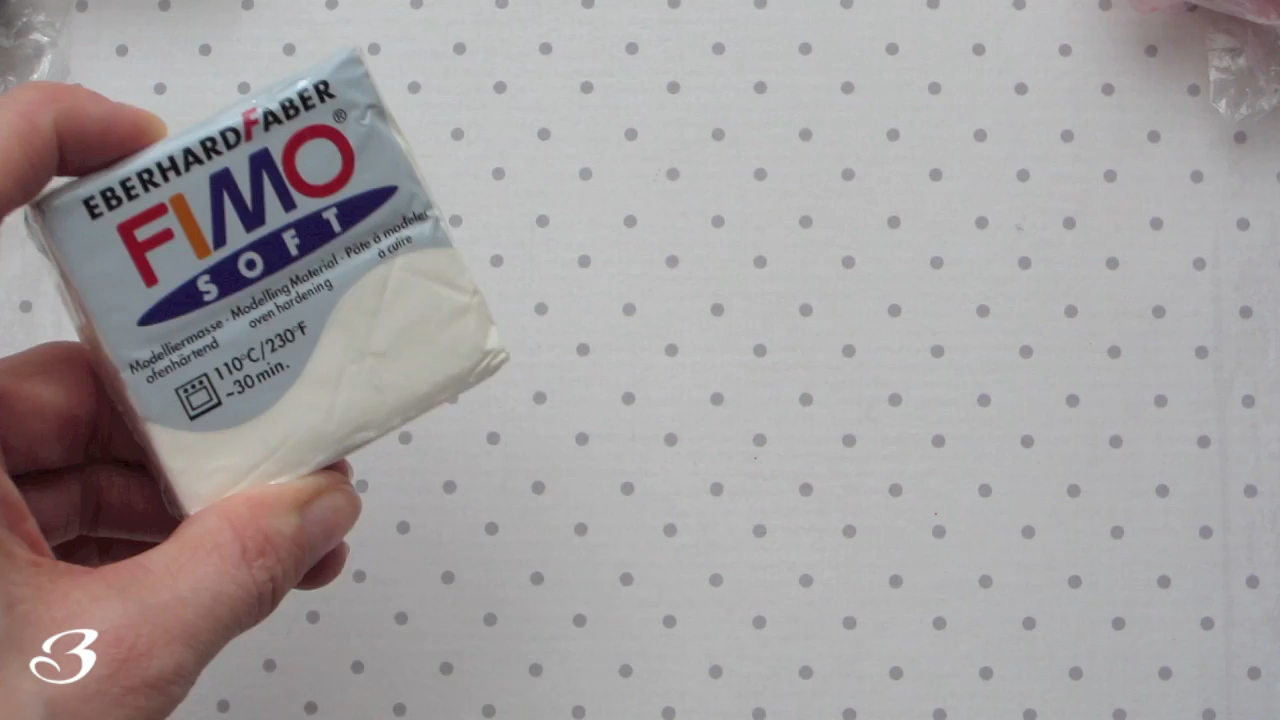 EBERHARDFABER
FIMO®
SOFT
Modelliermasse · Modelling Material · Pâte à modeler
ofenhärtend oven hardening à cuire
110°C/230°F
~30 min.
3